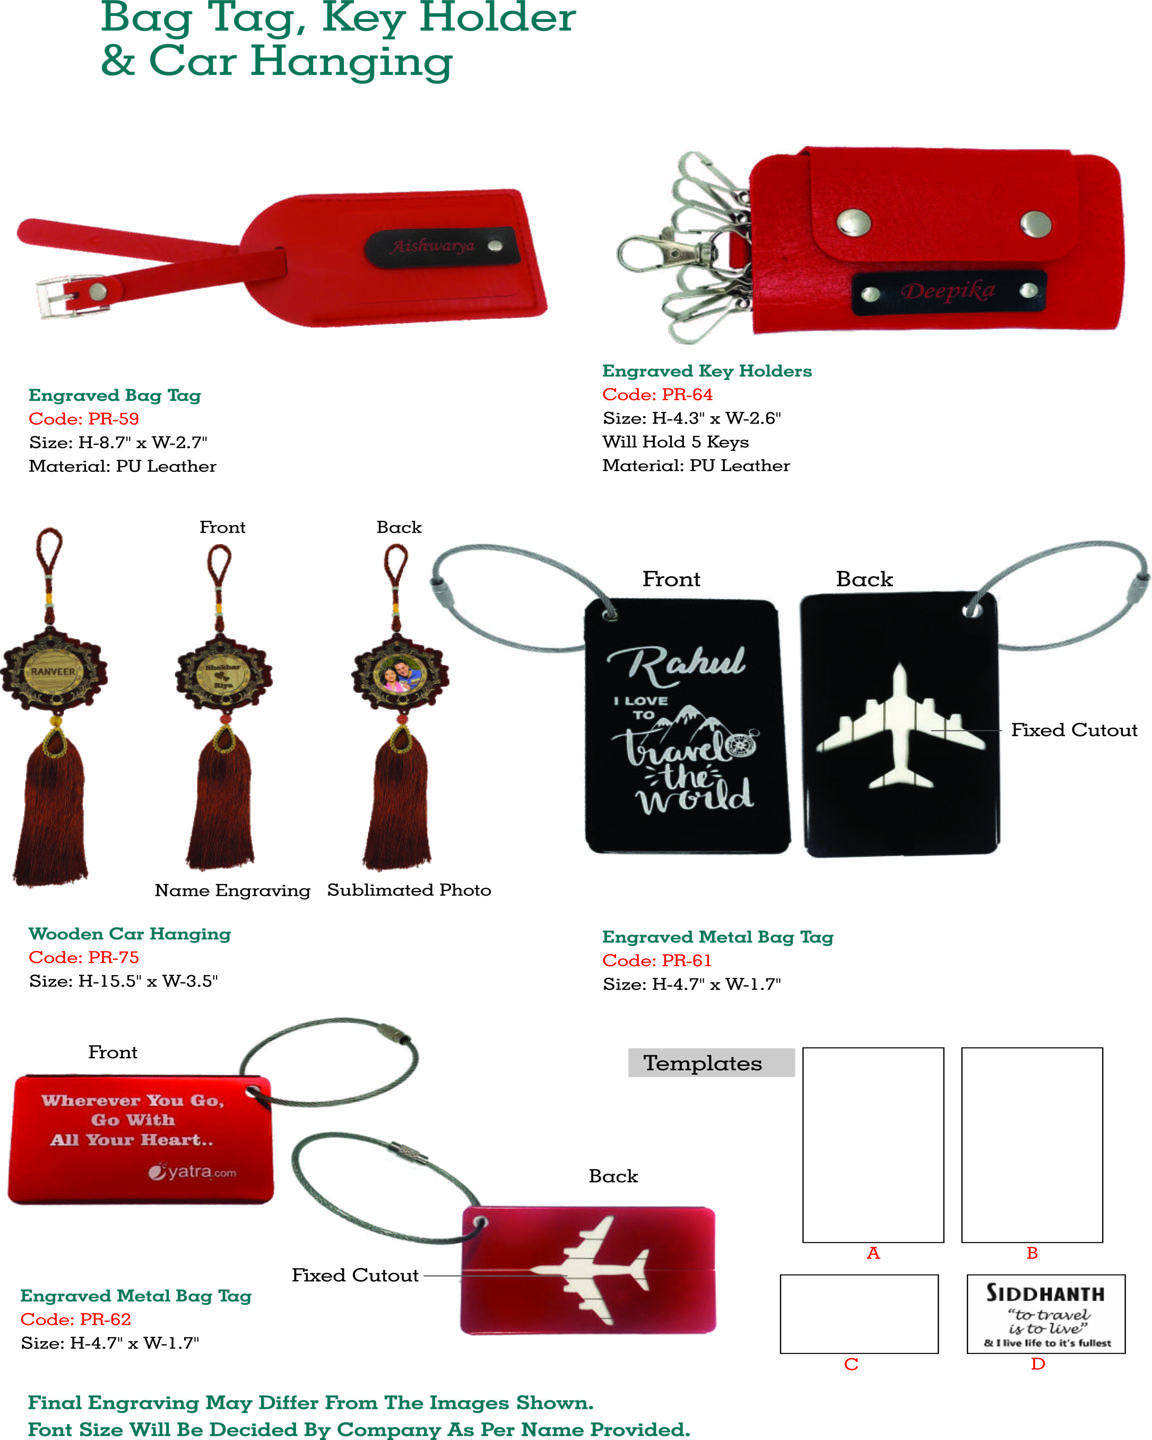 Bag Tag, Key Holder
& Car Hanging
Aishwarya
Deepika
Engraved Bag Tag
Code: PR-59
Size: H-8.7" x W-2.7"
Material: PU Leather
Engraved Key Holders
Code: PR-64
Size: H-4.3" x W-2.6"
Will Hold 5 Keys
Material: PU Leather
Front
Back
RANVEER
Shekhar
Riya
Name Engraving
Sublimated Photo
Wooden Car Hanging
Code: PR-75
Size: H-15.5" x W-3.5"
Front
Back
Rahul
I LOVE
TO
travel
the
world
Fixed Cutout
Engraved Metal Bag Tag
Code: PR-61
Size: H-4.7" x W-1.7"
Front
Wherever You Go,
Go With
All Your Heart..
yatra.com
Back
Fixed Cutout
Engraved Metal Bag Tag
Code: PR-62
Size: H-4.7" x W-1.7"
Templates
A
B
C
SIDDHANTH
"to travel
is to live"
& I live life to it's fullest
D
Final Engraving May Differ From The Images Shown.
Font Size Will Be Decided By Company As Per Name Provided.